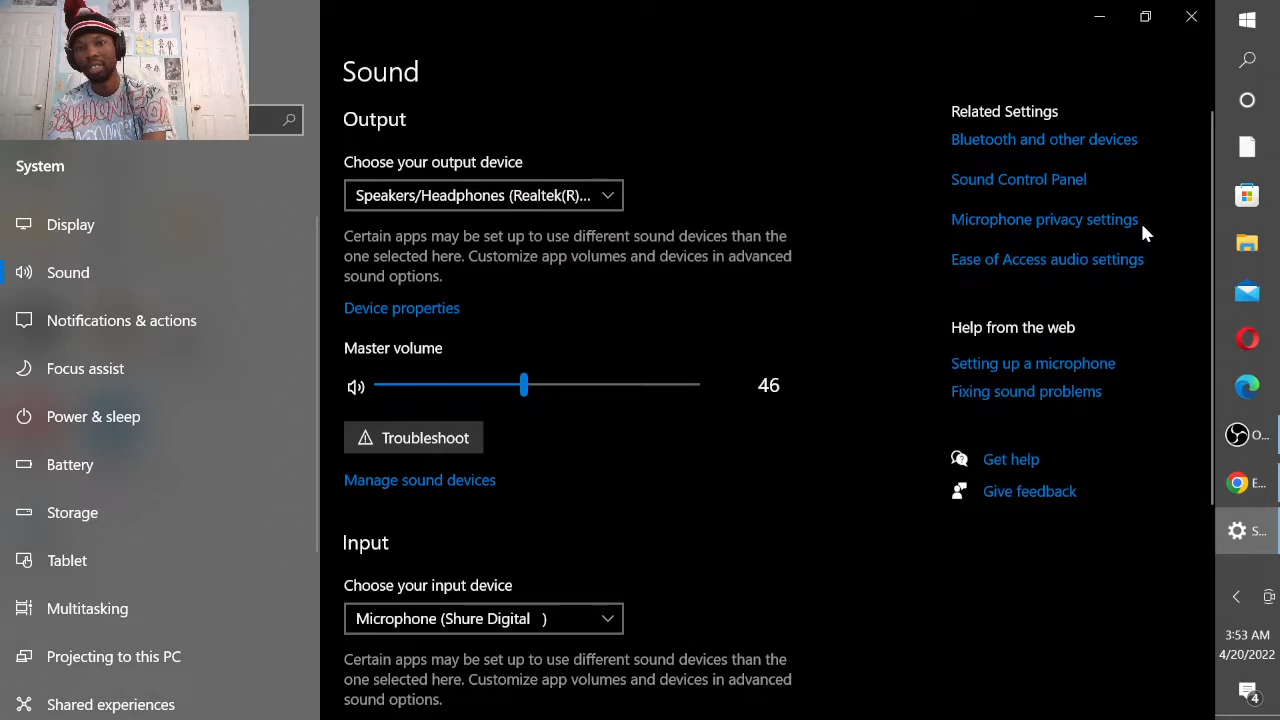 System
Display
Sound
Notifications & actions
Focus assist
Power & sleep
Battery
Storage
Tablet
Multitasking
Projecting to this PC
Shared experiences
Sound
Output
Choose your output device
Speakers/Headphones (Realtek(R)...
Certain apps may be set up to use different sound devices than the
one selected here. Customize app volumes and devices in advanced
sound options.
Device properties
Master volume
46
Troubleshoot
Manage sound devices
Input
Choose your input device
Microphone (Shure Digital )
Certain apps may be set up to use different sound devices than the
one selected here. Customize app volumes and devices in advanced
sound options.
Related Settings
Bluetooth and other devices
Sound Control Panel
Microphone privacy settings
Ease of Access audio settings
Help from the web
Setting up a microphone
Fixing sound problems
Get help
Give feedback
O...
E...
S...
3:53 AM
4/20/2022
4